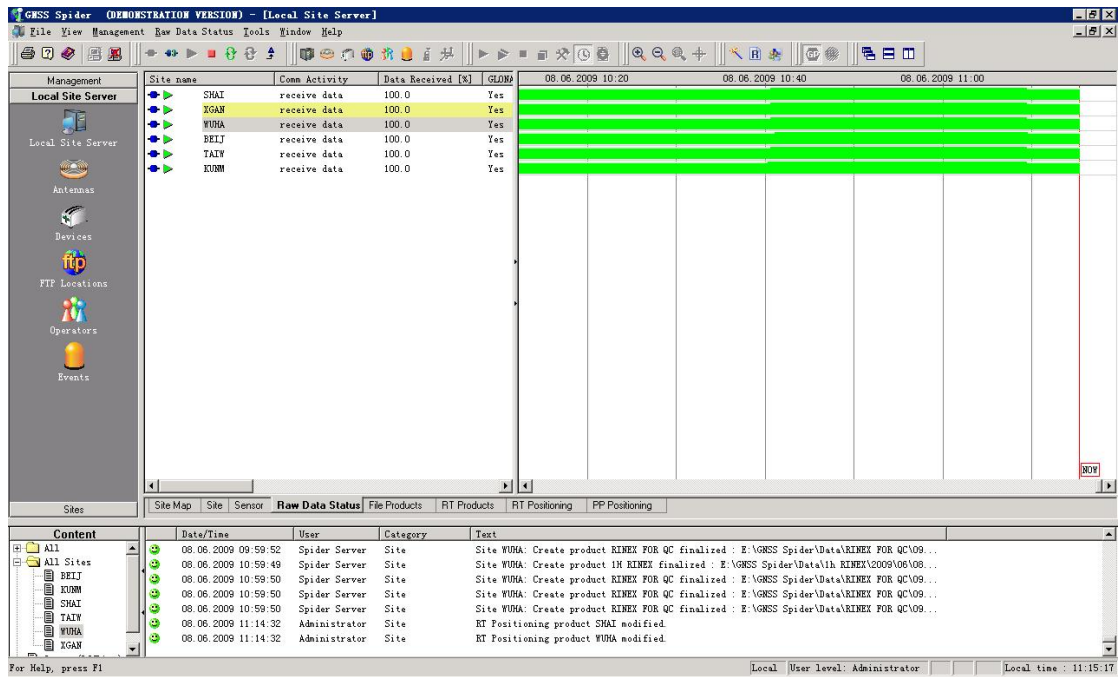 GNSS Spider (DEMONSTRATION VERSION) - [Local Site Server]
File View Management Raw Data Status Tools Window Help
Management
Local Site Server
Local Site Server
Antennas
Devices
FTP Locations
Operators
Events
Sites
Site name Comm Activity Data Received [%] GLONA 08.06.2009 10:20 08.06.2009 10:40 08.06.2009 11:00
SHAI receive data 100.0 Yes
XGAN receive data 100.0 Yes
WUHA receive data 100.0 Yes
BEIJ receive data 100.0 Yes
TAIW receive data 100.0 Yes
KUNM receive data 100.0 Yes
NOW
Site Map Site Sensor Raw Data Status File Products RT Products RT Positioning PP Positioning
Content
All
All Sites
BEIJ
KUNM
SHAI
TAIW
WUHA
XGAN
Date/Time User Category Text
08.06.2009 09:59:52 Spider Server Site Site WUHA: Create product RINEX FOR QC finalized : E:\GNSS Spider\Data\RINEX FOR QC\09...
08.06.2009 10:59:49 Spider Server Site Site WUHA: Create product 1H RINEX finalized : E:\GNSS Spider\Data\1h RINEX\2009\06\08...
08.06.2009 10:59:50 Spider Server Site Site WUHA: Create product RINEX FOR QC finalized : E:\GNSS Spider\Data\RINEX FOR QC\09...
08.06.2009 10:59:50 Spider Server Site Site WUHA: Create product RINEX FOR QC finalized : E:\GNSS Spider\Data\RINEX FOR QC\09...
08.06.2009 10:59:50 Spider Server Site Site WUHA: Create product RINEX FOR QC finalized : E:\GNSS Spider\Data\RINEX FOR QC\09...
08.06.2009 11:14:32 Administrator Site RT Positioning product SHAI modified.
08.06.2009 11:14:32 Administrator Site RT Positioning product WUHA modified.
For Help, press F1 Local User level: Administrator Local time : 11:15:17